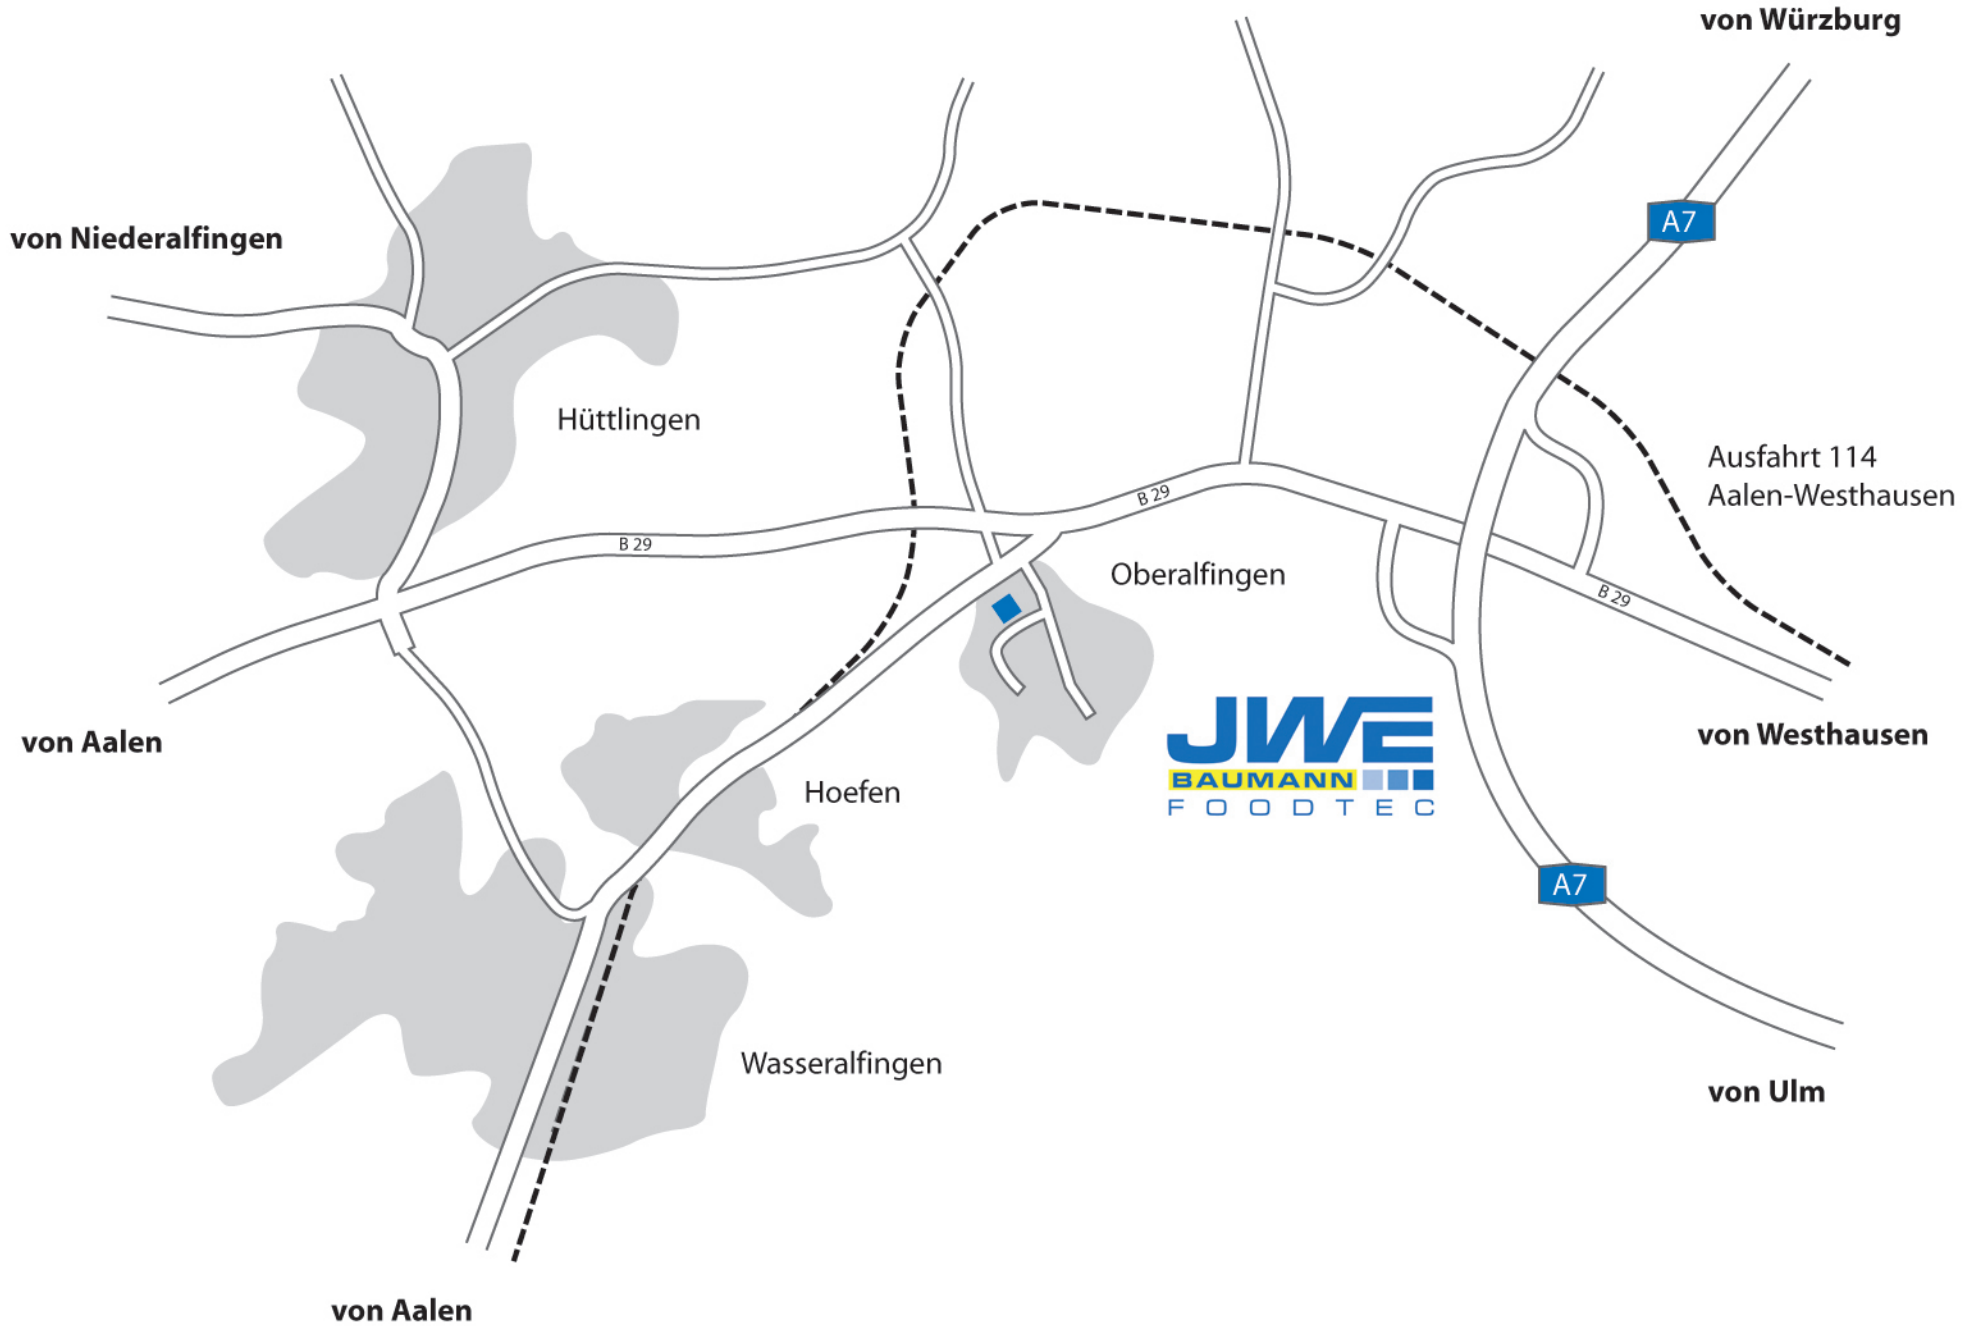 von Würzburg
A7
von Niederalfingen
Hüttlingen
Ausfahrt 114
Aalen-Westhausen
B 29
B 29
Oberalfingen
B 29
von Aalen
von Westhausen
JWE
BAUMANN
FOODTEC
Hoefen
A7
Wasseralfingen
von Ulm
von Aalen